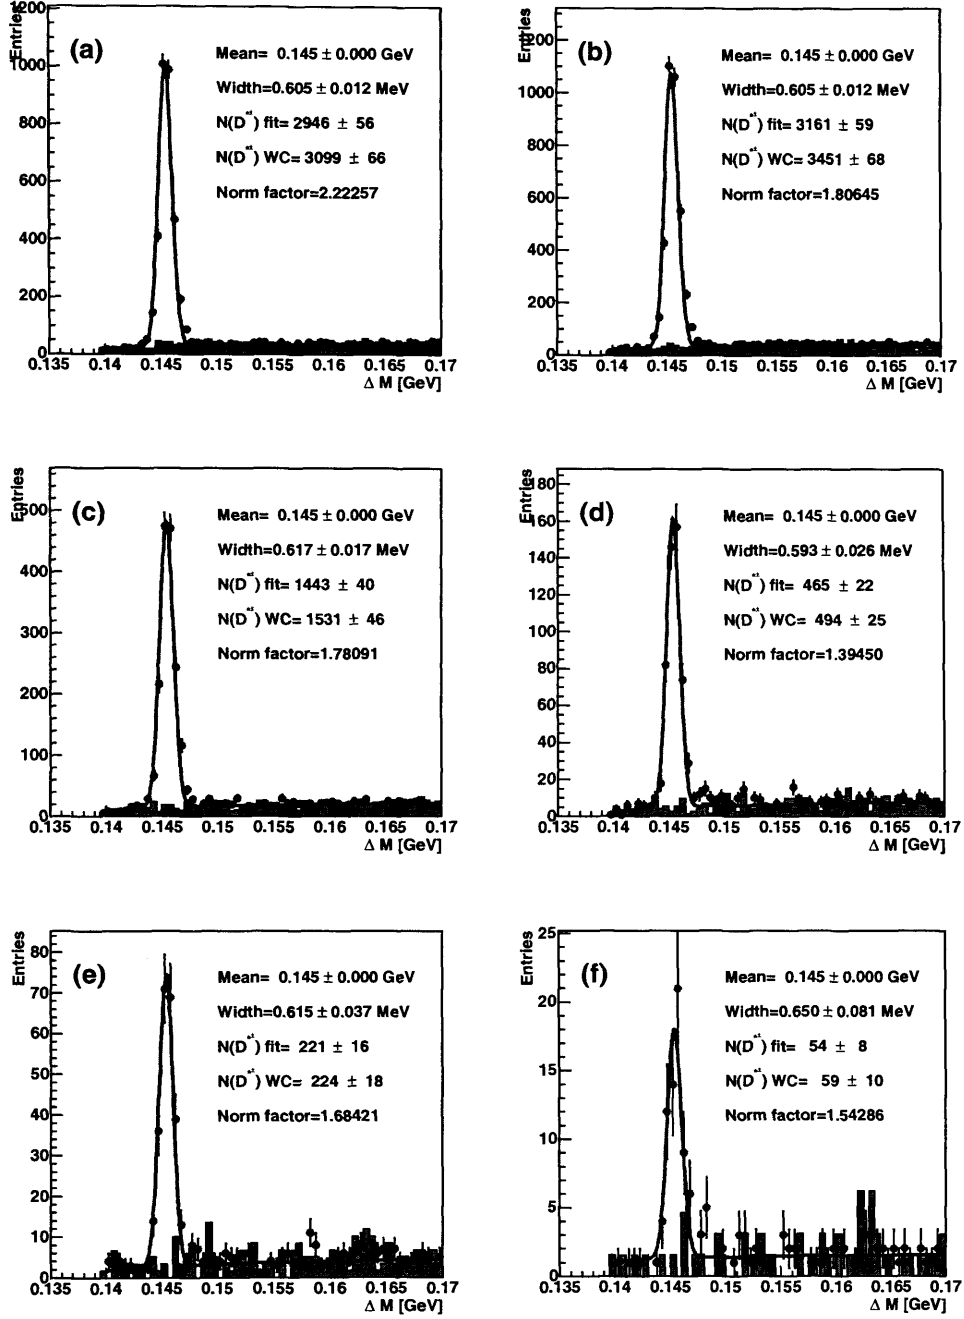 Entries
(a)
Mean= 0.145 ± 0.000 GeV
Width=0.605 ± 0.012 MeV
N(D*±) fit= 2946 ± 56
N(D*±) WC= 3099 ± 66
Norm factor=2.22257
1200
1000
800
600
400
200
0
0.135 0.14 0.145 0.15 0.155 0.16 0.165 0.17
Δ M [GeV]
Entries
(b)
Mean= 0.145 ± 0.000 GeV
Width=0.605 ± 0.012 MeV
N(D*±) fit= 3161 ± 59
N(D*±) WC= 3451 ± 68
Norm factor=1.80645
1200
1000
800
600
400
200
0
0.135 0.14 0.145 0.15 0.155 0.16 0.165 0.17
Δ M [GeV]
Entries
(c)
Mean= 0.145 ± 0.000 GeV
Width=0.617 ± 0.017 MeV
N(D*±) fit= 1443 ± 40
N(D*±) WC= 1531 ± 46
Norm factor=1.78091
500
400
300
200
100
0
0.135 0.14 0.145 0.15 0.155 0.16 0.165 0.17
Δ M [GeV]
Entries
(d)
Mean= 0.145 ± 0.000 GeV
Width=0.593 ± 0.026 MeV
N(D*±) fit= 465 ± 22
N(D*±) WC= 494 ± 25
Norm factor=1.39450
180
160
140
120
100
80
60
40
20
0
0.135 0.14 0.145 0.15 0.155 0.16 0.165 0.17
Δ M [GeV]
Entries
(e)
Mean= 0.145 ± 0.000 GeV
Width=0.615 ± 0.037 MeV
N(D*±) fit= 221 ± 16
N(D*±) WC= 224 ± 18
Norm factor=1.68421
80
70
60
50
40
30
20
10
0
0.135 0.14 0.145 0.15 0.155 0.16 0.165 0.17
Δ M [GeV]
Entries
(f)
Mean= 0.145 ± 0.000 GeV
Width=0.650 ± 0.081 MeV
N(D*±) fit= 54 ± 8
N(D*±) WC= 59 ± 10
Norm factor=1.54286
25
20
15
10
5
0
0.135 0.14 0.145 0.15 0.155 0.16 0.165 0.17
Δ M [GeV]